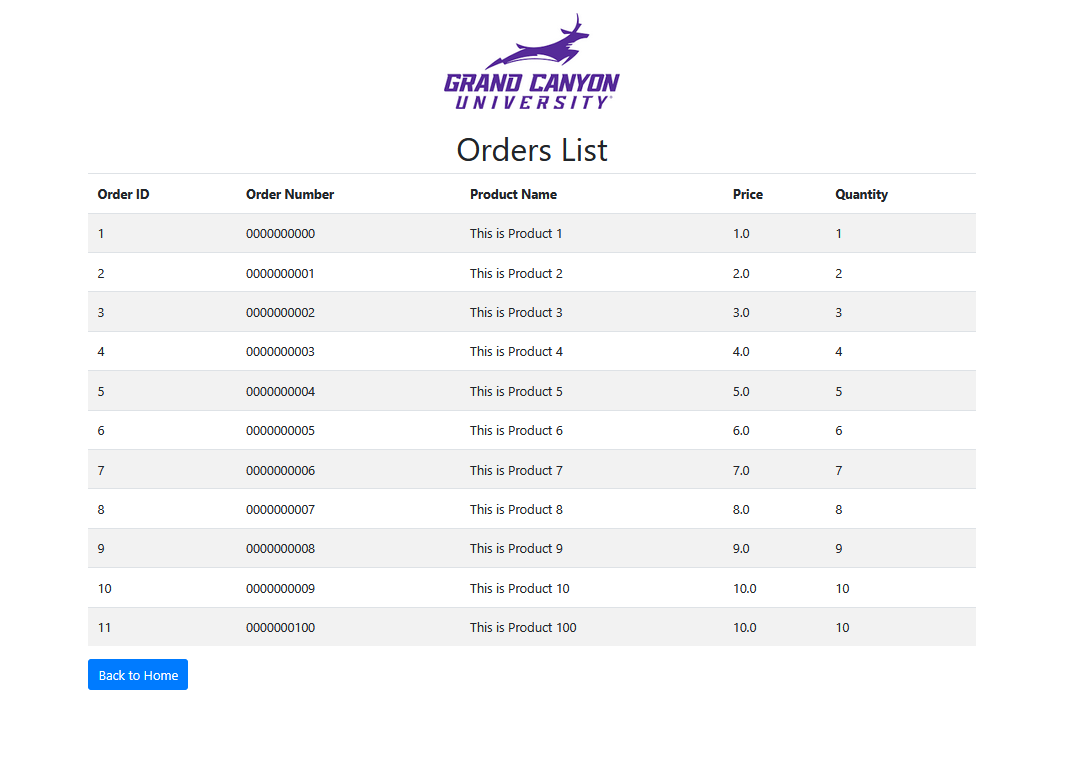 GRAND CANYON
UNIVERSITY
Orders List
Order ID Order Number Product Name Price Quantity
1 0000000000 This is Product 1 1.0 1
2 0000000001 This is Product 2 2.0 2
3 0000000002 This is Product 3 3.0 3
4 0000000003 This is Product 4 4.0 4
5 0000000004 This is Product 5 5.0 5
6 0000000005 This is Product 6 6.0 6
7 0000000006 This is Product 7 7.0 7
8 0000000007 This is Product 8 8.0 8
9 0000000008 This is Product 9 9.0 9
10 0000000009 This is Product 10 10.0 10
11 0000000100 This is Product 100 10.0 10
Back to Home